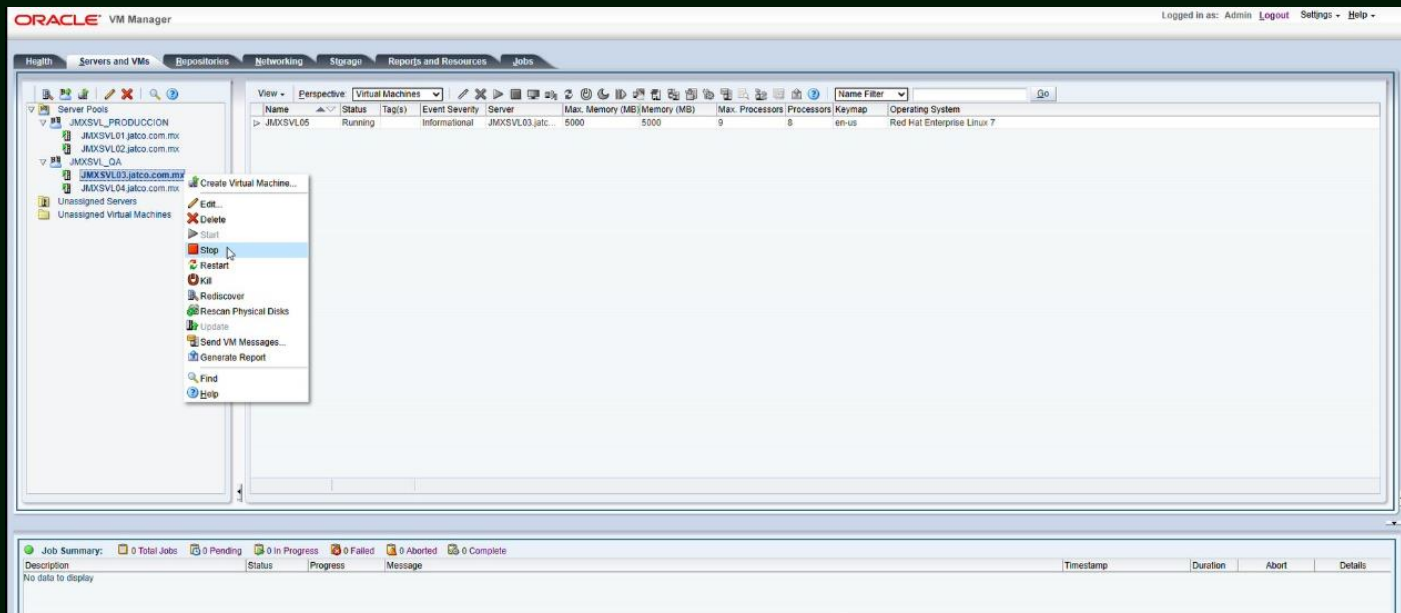 ORACLE VM Manager
Logged in as: Admin Logout Settings Help
Health Servers and VMs Repositories Networking Storage Reports and Resources Jobs
View Perspective: Virtual Machines Name Filter Go
Server Pools
JMXSVL_PRODUCCION
JMXSVL01.jatco.com.mx
JMXSVL02.jatco.com.mx
JMXSVL_QA
JMXSVL03.jatco.com.mx
JMXSVL04.jatco.com.mx
Unassigned Servers
Unassigned Virtual Machines
Create Virtual Machine...
Edit...
Delete
Start
Stop
Restart
Kill
Rediscover
Rescan Physical Disks
Update
Send VM Messages...
Generate Report
Find
Help
Name Status Tag(s) Event Severity Server Max. Memory (MB) Memory (MB) Max. Processors Processors Keymap Operating System
JMXSVL05 Running Informational JMXSVL03.jatc... 5000 5000 9 8 en-us Red Hat Enterprise Linux 7
Job Summary: 0 Total Jobs 0 Pending 0 In Progress 0 Failed 0 Aborted 0 Complete
Description Status Progress Message Timestamp Duration Abort Details
No data to display